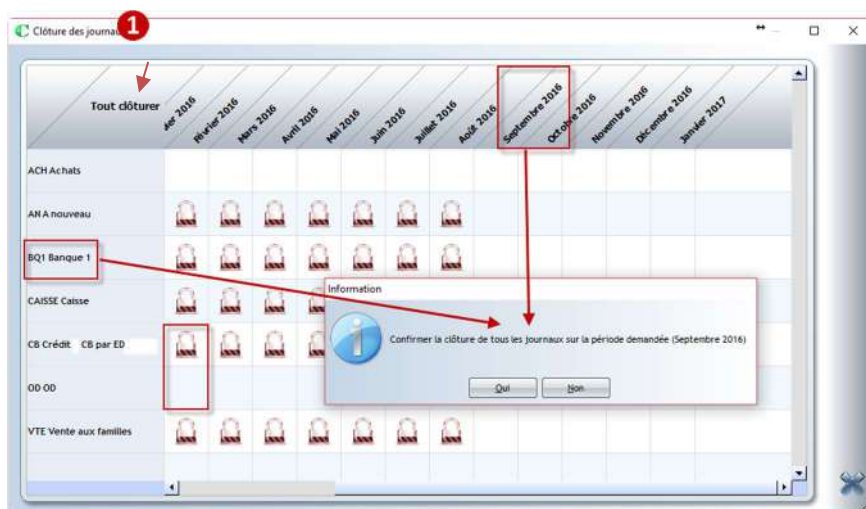 Clôture des journau
1
Tout clôturer
ier 2016
Février 2016
Mars 2016
Avril 2016
Mai 2016
Juin 2016
Juillet 2016
Août 2016
Septembre 2016
Octobre 2016
Novembre 2016
Décembre 2016
Janvier 2017
ACH Achats
AN A nouveau
BQ1 Banque 1
CAISSE Caisse
CB Crédit CB par ED
OD OD
VTE Vente aux familles
Information
Confirmer la clôture de tous les journaux sur la période demandée (Septembre 2016)
Oui
Non